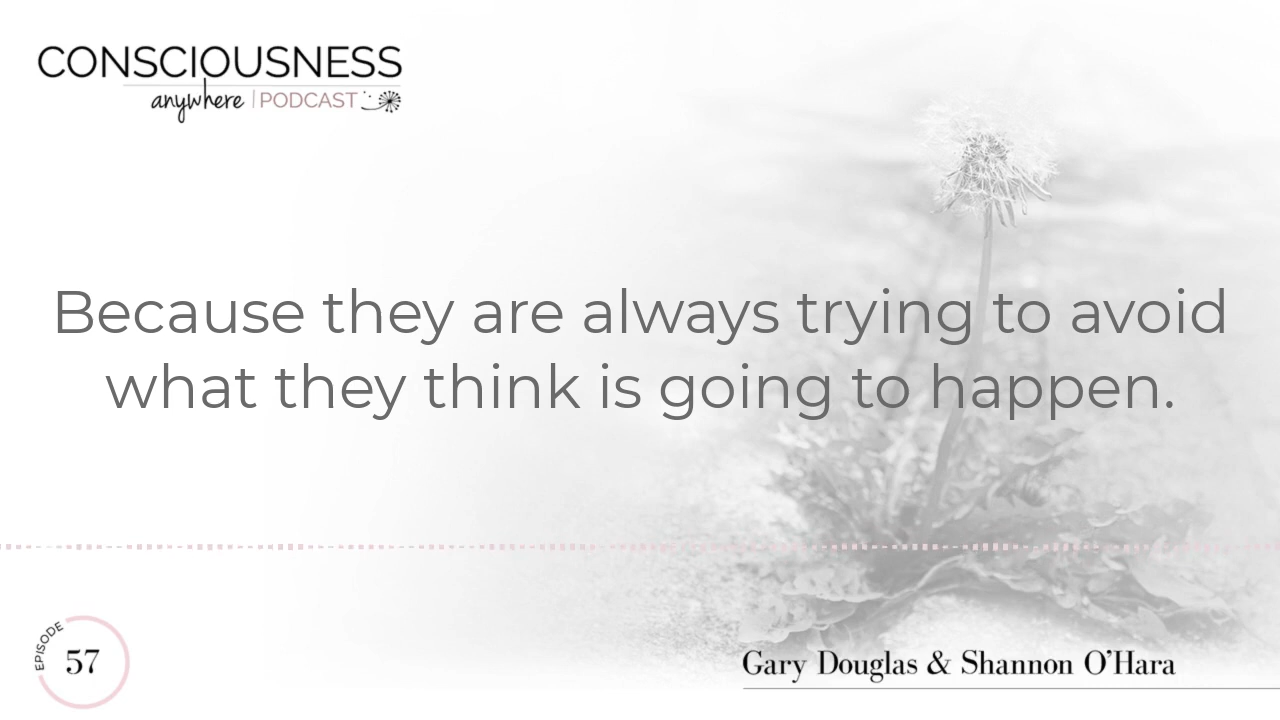 CONSCIOUSNESS
anywhere | PODCAST
Because they are always trying to avoid
what they think is going to happen.
EPISODE
57
Gary Douglas & Shannon O'Hara